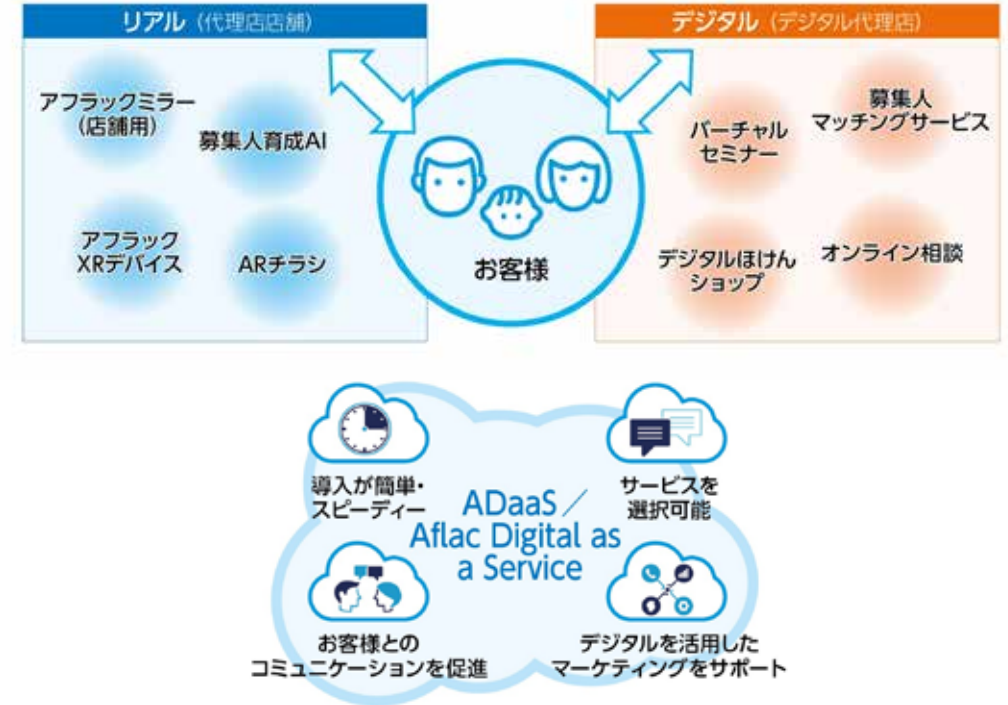 リアル（代理店店舗）
アフラックミラー
（店舗用）
募集人育成AI
アフラック
XRデバイス
ARチラシ
お客様
デジタル（デジタル代理店）
バーチャル
セミナー
募集人
マッチングサービス
デジタルほけん
ショップ
オンライン相談
導入が簡単・
スピーディー
サービスを
選択可能
ADaaS／
Aflac Digital as
a Service
お客様との
コミュニケーションを促進
デジタルを活用した
マーケティングをサポート